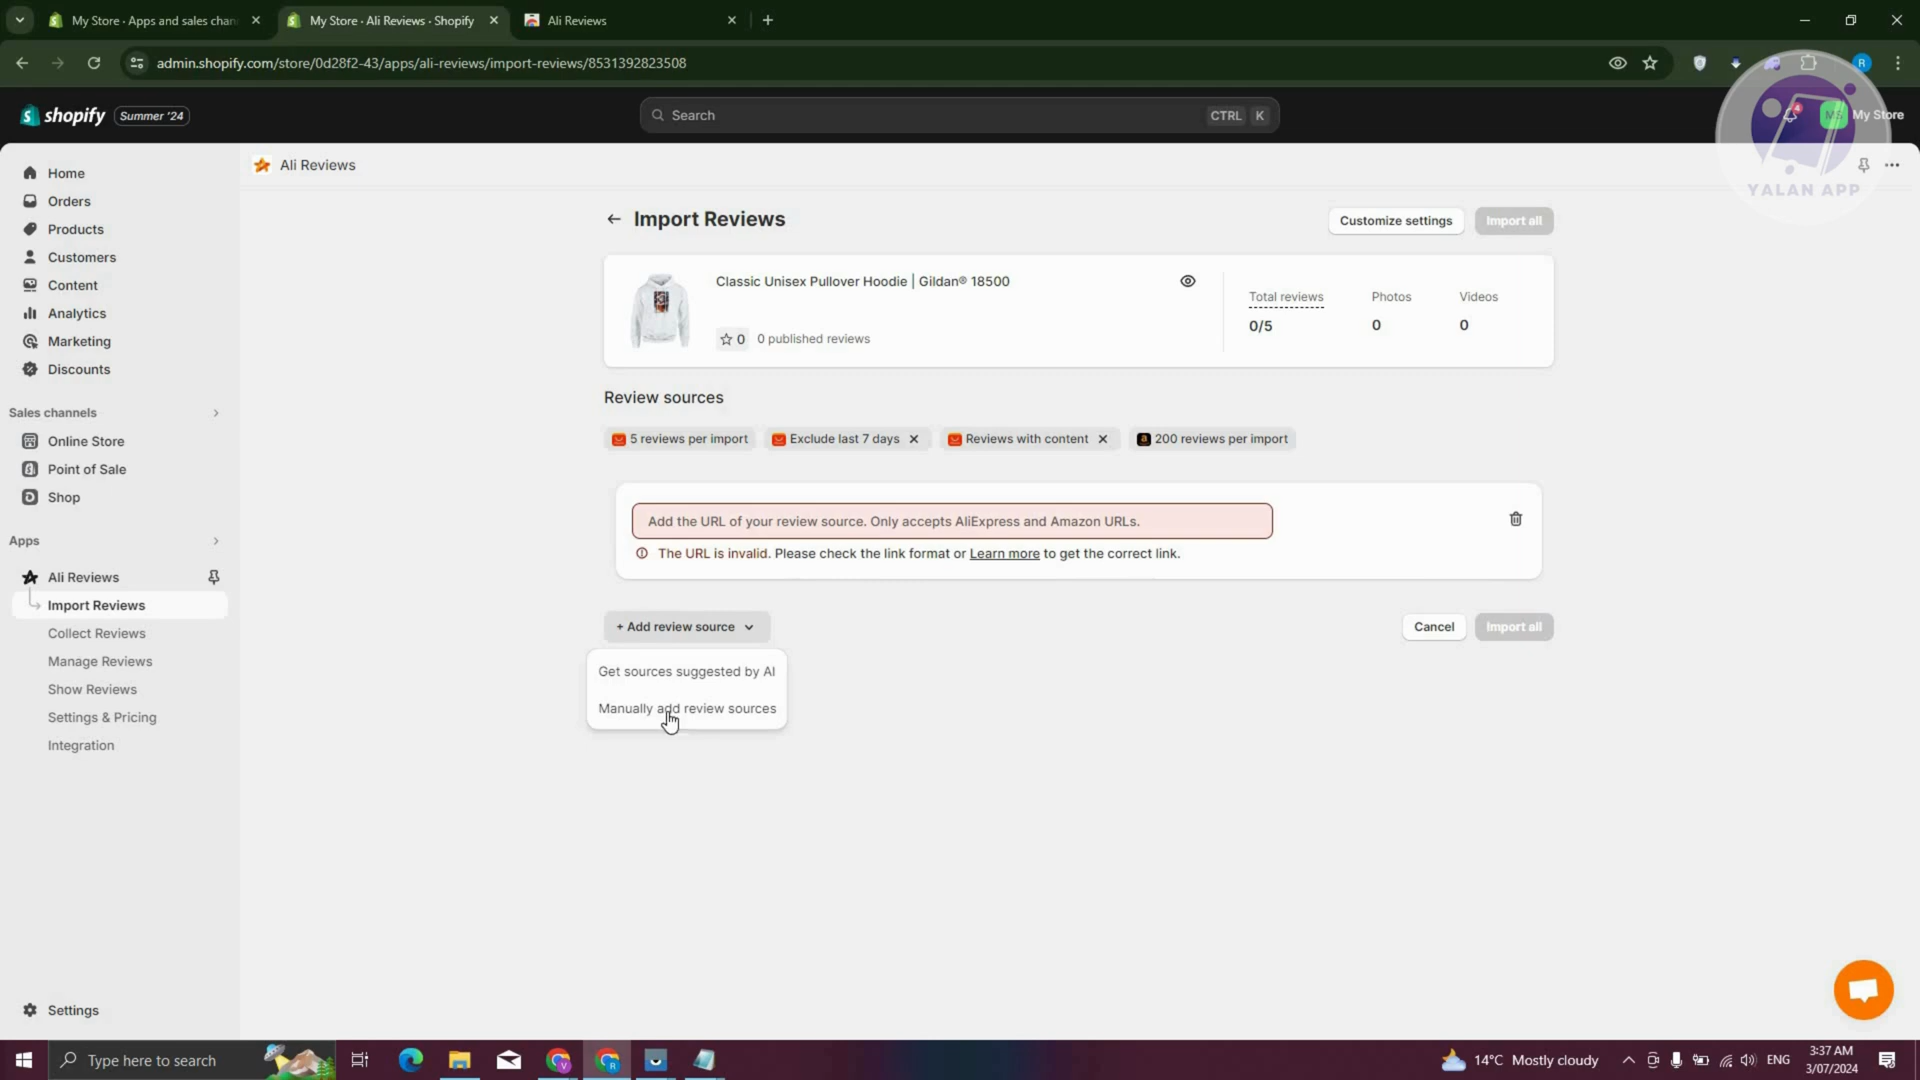 My Store · Apps and sales chan
My Store · Ali Reviews · Shopify
Ali Reviews
admin.shopify.com/store/0d28f2-43/apps/ali-reviews/import-reviews/8531392823508
R
shopify
Summer '24
Search
CTRL K
4
MS
My Store
YALAN APP
Home
Orders
Products
Customers
Content
Analytics
Marketing
Discounts
Sales channels
Online Store
Point of Sale
Shop
Apps
Ali Reviews
Import Reviews
Collect Reviews
Manage Reviews
Show Reviews
Settings & Pricing
Integration
Settings
Ali Reviews
Import Reviews
Customize settings
Import all
Classic Unisex Pullover Hoodie | Gildan® 18500
0
0 published reviews
Total reviews
Photos
Videos
0/5
0
0
Review sources
5 reviews per import
Exclude last 7 days
Reviews with content
200 reviews per import
Add the URL of your review source. Only accepts AliExpress and Amazon URLs.
The URL is invalid. Please check the link format or Learn more to get the correct link.
+ Add review source
Cancel
Import all
Get sources suggested by AI
Manually add review sources
Type here to search
14°C Mostly cloudy
ENG
3:37 AM
3/07/2024